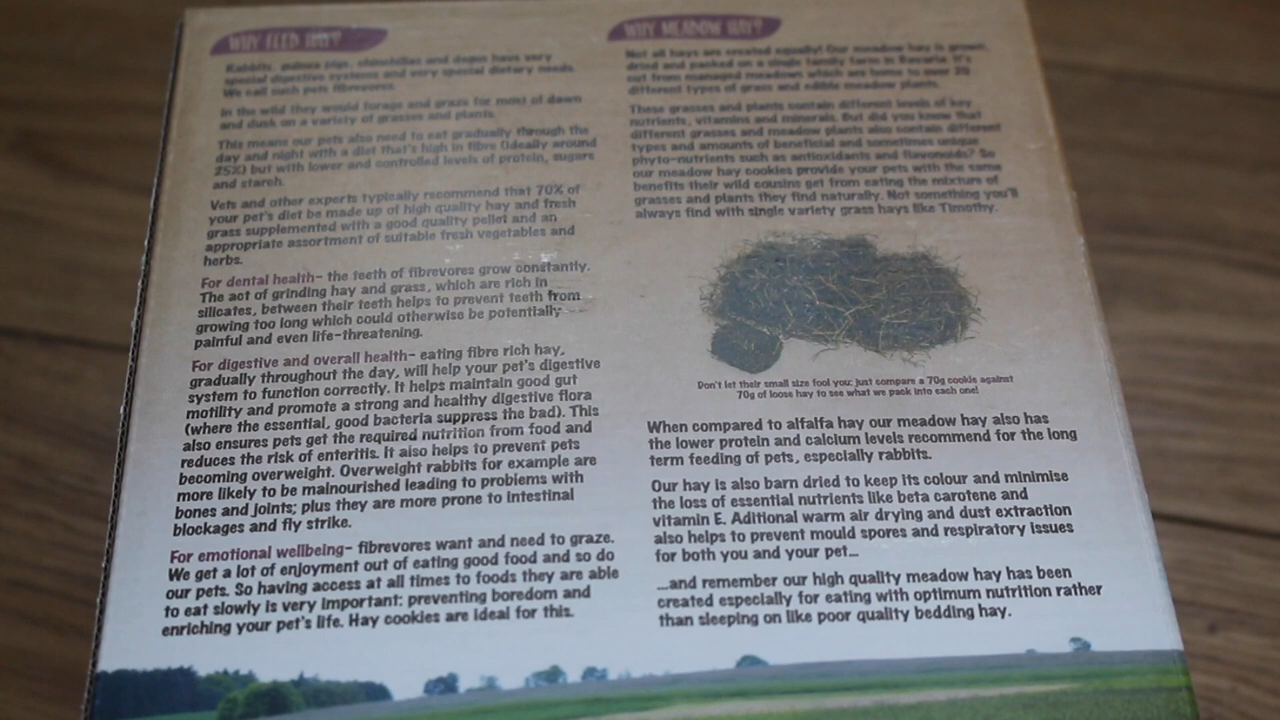 WHY FEED HAY?
Rabbits, guinea pigs, chinchillas and degus have very
special digestive systems and very special dietary needs.
We call such pets fibrevores.
In the wild they would forage and graze for most of dawn
and dusk on a variety of grasses and plants.
This means our pets also need to eat gradually through the
day and night with a diet that's high in fibre (ideally around
25%) but with lower and controlled levels of protein, sugars
and starch.
Vets and other experts typically recommend that 70% of
your pet's diet be made up of high quality hay and fresh
grass supplemented with a good quality pellet and an
appropriate assortment of suitable fresh vegetables and
herbs.
For dental health- the teeth of fibrevores grow constantly.
The act of grinding hay and grass, which are rich in
silicates, between their teeth helps to prevent teeth from
growing too long which could otherwise be potentially
painful and even life-threatening.
For digestive and overall health- eating fibre rich hay,
gradually throughout the day, will help your pet's digestive
system to function correctly. It helps maintain good gut
motility and promote a strong and healthy digestive flora
(where the essential, good bacteria suppress the bad). This
also ensures pets get the required nutrition from food and
reduces the risk of enteritis. It also helps to prevent pets
becoming overweight. Overweight rabbits for example are
more likely to be malnourished leading to problems with
bones and joints; plus they are more prone to intestinal
blockages and fly strike.
For emotional wellbeing- fibrevores want and need to graze.
We get a lot of enjoyment out of eating good food and so do
our pets. So having access at all times to foods they are able
to eat slowly is very important: preventing boredom and
enriching your pet's life. Hay cookies are ideal for this.
WHY MEADOW HAY?
Not all hays are created equally! Our meadow hay is grown,
dried and packed on a single family farm in Bavaria. It's
cut from managed meadows which are home to over 20
different types of grass and edible meadow plants.
These grasses and plants contain different levels of key
nutrients, vitamins and minerals. But did you know that
different grasses and meadow plants also contain different
types and amounts of beneficial and sometimes unique
phyto-nutrients such as antioxidants and flavonoids? So
our meadow hay cookies provide your pets with the same
benefits their wild cousins get from eating the mixture of
grasses and plants they find naturally. Not something you'll
always find with single variety grass hays like Timothy.
Don't let their small size fool you: just compare a 70g cookie against
70g of loose hay to see what we pack into each one!
When compared to alfalfa hay our meadow hay also has
the lower protein and calcium levels recommend for the long
term feeding of pets, especially rabbits.
Our hay is also barn dried to keep its colour and minimise
the loss of essential nutrients like beta carotene and
vitamin E. Aditional warm air drying and dust extraction
also helps to prevent mould spores and respiratory issues
for both you and your pet...
...and remember our high quality meadow hay has been
created especially for eating with optimum nutrition rather
than sleeping on like poor quality bedding hay.